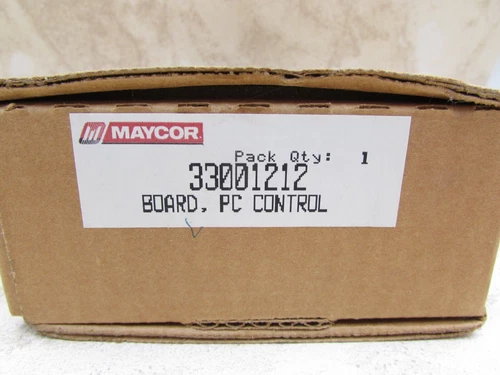 MAYCOR
Pack Qty: 1
33001212
BOARD, PC CONTROL